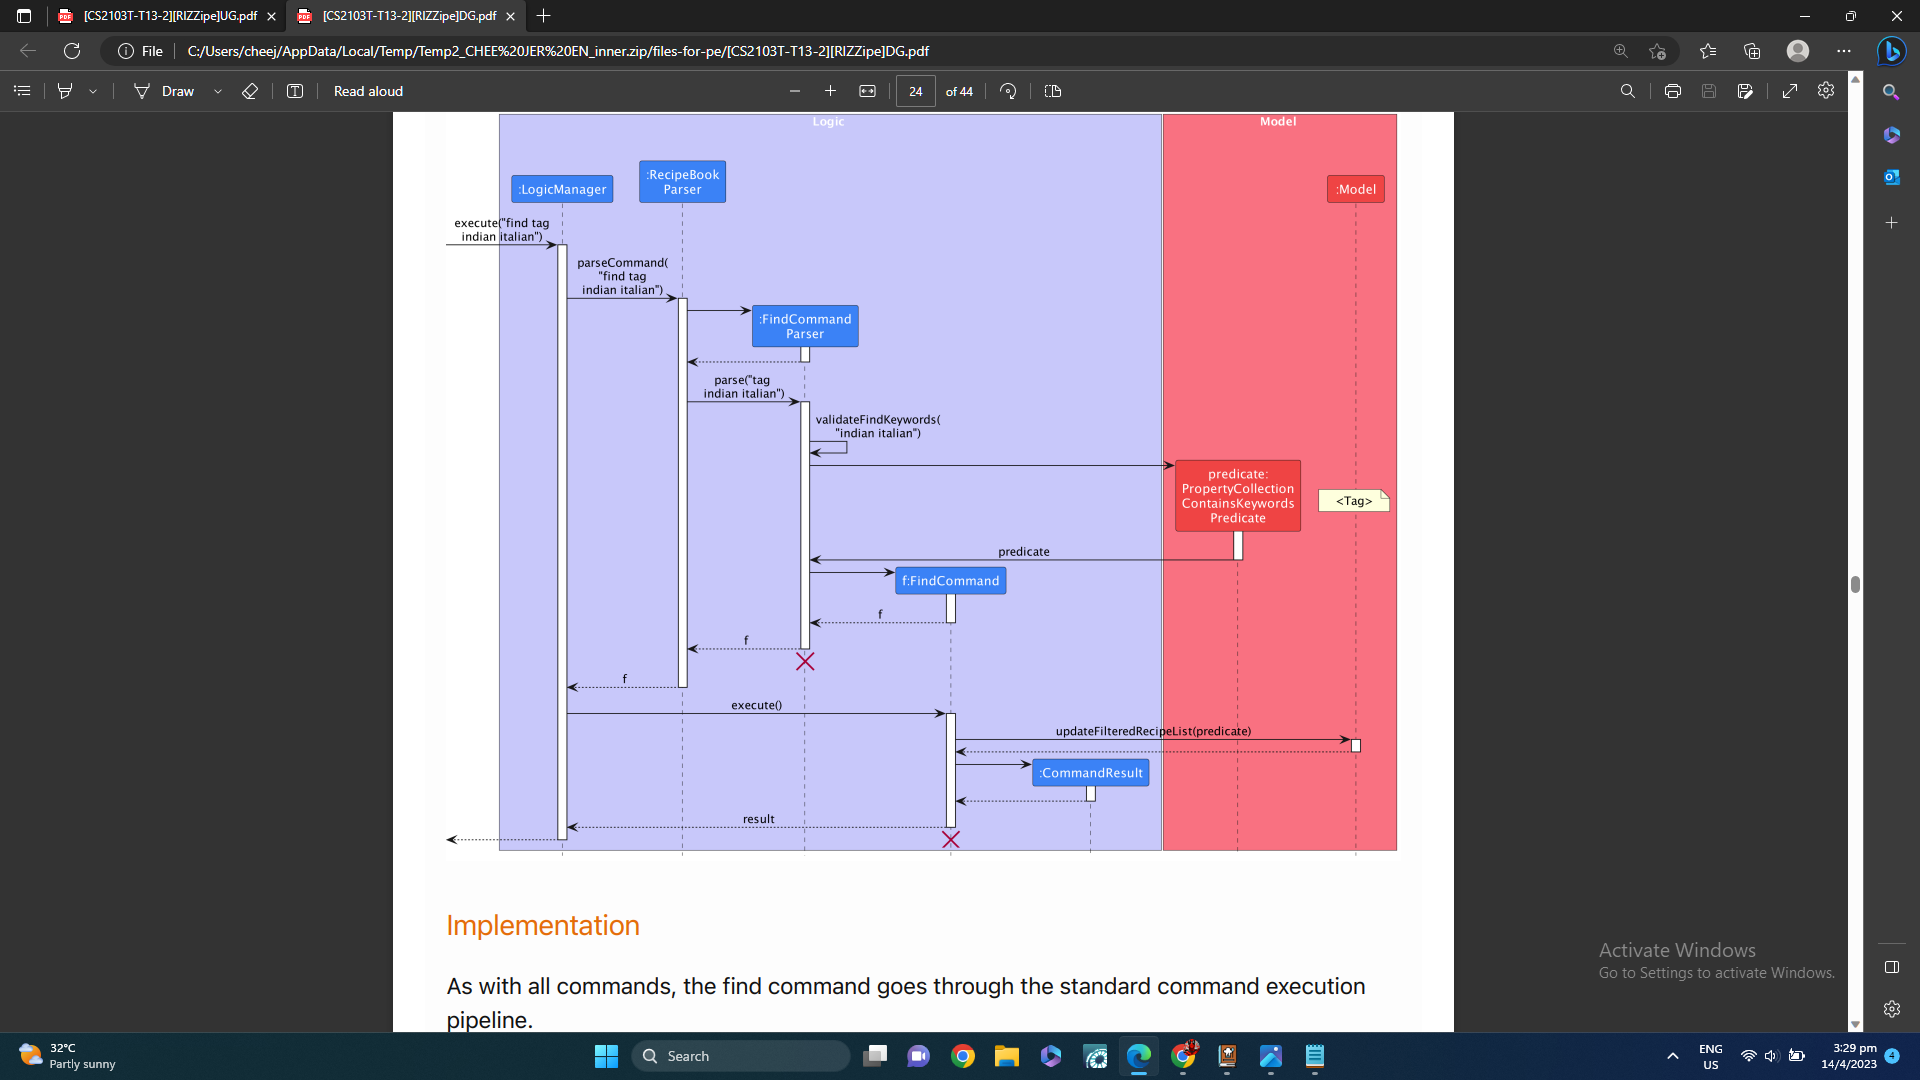 [CS2103T-T13-2][RIZZipe]UG.pdf
[CS2103T-T13-2][RIZZipe]DG.pdf
File
C:/Users/cheej/AppData/Local/Temp/Temp2_CHEE%20JER%20EN_inner.zip/files-for-pe/[CS2103T-T13-2][RIZZipe]DG.pdf
Draw
Read aloud
24
of 44
Logic
Model
:LogicManager
:RecipeBook
Parser
:Model
execute("find tag
indian italian")
parseCommand(
"find tag
indian italian")
:FindCommand
Parser
parse("tag
indian italian")
validateFindKeywords(
"indian italian")
predicate:
PropertyCollection
ContainsKeywords
Predicate
<Tag>
predicate
f:FindCommand
f
f
f
execute()
updateFilteredRecipeList(predicate)
:CommandResult
result
Implementation
As with all commands, the find command goes through the standard command execution
pipeline.
Activate Windows
Go to Settings to activate Windows.
32°C
Partly sunny
Search
ENG
US
3:29 pm
14/4/2023
4